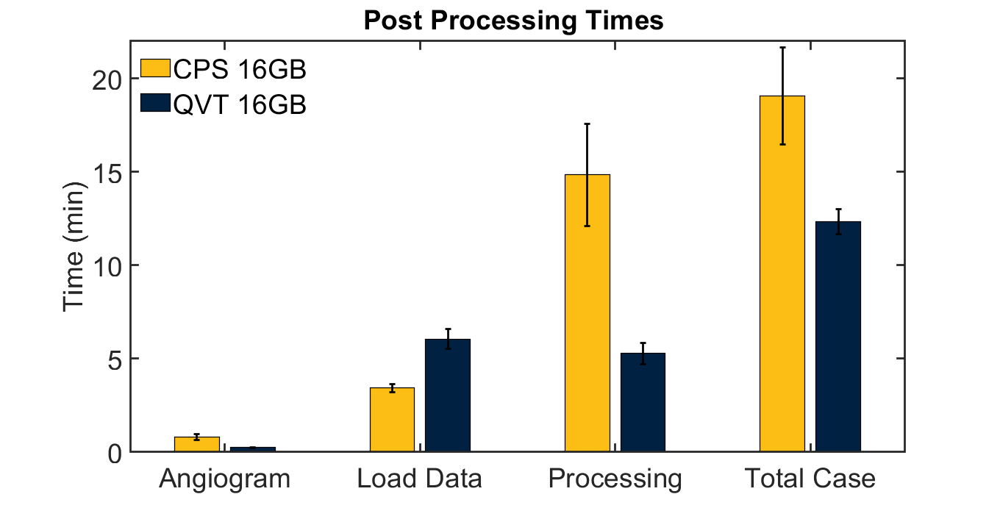 Post Processing Times
CPS 16GB
QVT 16GB
Time (min)
20
15
10
5
0
Angiogram
Load Data
Processing
Total Case